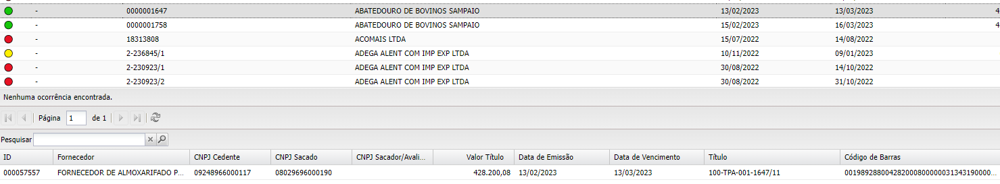 - 0000001647 ABATEDOURO DE BOVINOS SAMPAIO 13/02/2023 13/03/2023 4
- 0000001758 ABATEDOURO DE BOVINOS SAMPAIO 15/02/2023 16/03/2023 4
- 18313808 ACOMAIS LTDA 15/07/2022 14/08/2022
- 2-236845/1 ADEGA ALENT COM IMP EXP LTDA 10/11/2022 09/01/2023
- 2-230923/1 ADEGA ALENT COM IMP EXP LTDA 30/08/2022 14/10/2022
- 2-230923/2 ADEGA ALENT COM IMP EXP LTDA 30/08/2022 31/10/2022
Nenhuma ocorrência encontrada.
Página 1 de 1
Pesquisar
ID Fornecedor CNPJ Cedente CNPJ Sacado CNPJ Sacador/Avali... Valor Título Data de Emissão Data de Vencimento Título Código de Barras
000057557 FORNECEDOR DE ALMOXARIFADO P... 09248966000117 08029696000190 428.200,08 13/02/2023 13/03/2023 100-TPA-001-1647/11 00198928800428200080000003134319000...